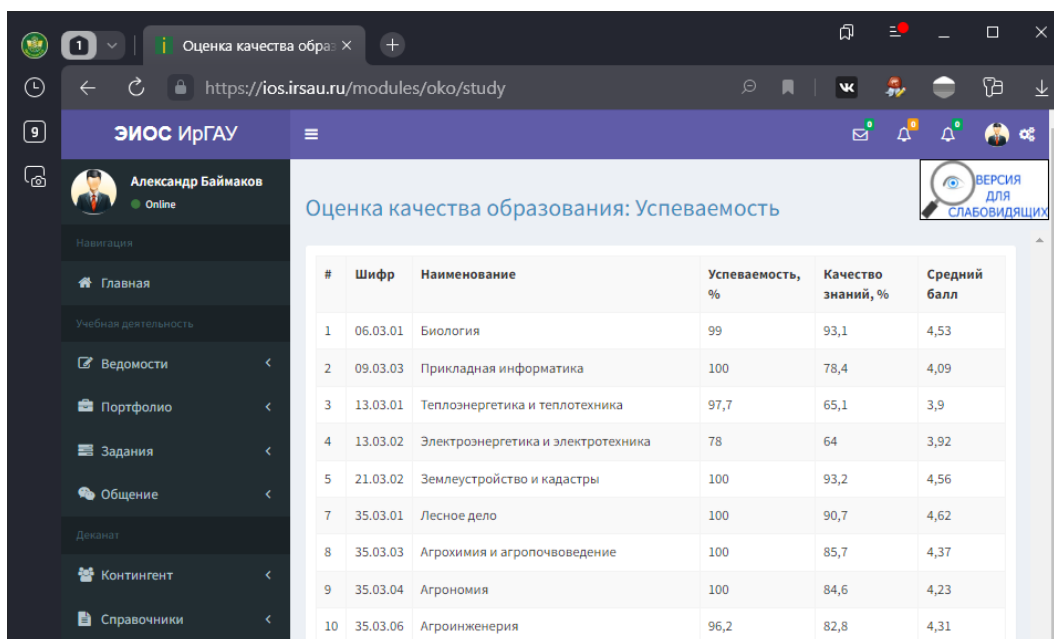 1
Оценка качества образ
https://ios.irsau.ru/modules/oko/study
9
ЭИОС ИрГАУ
0 0 0
Александр Баймаков
Online
ВЕРСИЯ
ДЛЯ
СЛАБОВИДЯЩИХ
Навигация
Главная
Учебная деятельность
Ведомости
Портфолио
Задания
Общение
Деканат
Контингент
Справочники
Оценка качества образования: Успеваемость
# Шифр Наименование Успеваемость, % Качество знаний, % Средний балл
1 06.03.01 Биология 99 93,1 4,53
2 09.03.03 Прикладная информатика 100 78,4 4,09
3 13.03.01 Теплоэнергетика и теплотехника 97,7 65,1 3,9
4 13.03.02 Электроэнергетика и электротехника 78 64 3,92
5 21.03.02 Землеустройство и кадастры 100 93,2 4,56
7 35.03.01 Лесное дело 100 90,7 4,62
8 35.03.03 Агрохимия и агропочвоведение 100 85,7 4,37
9 35.03.04 Агрономия 100 84,6 4,23
10 35.03.06 Агроинженерия 96,2 82,8 4,31